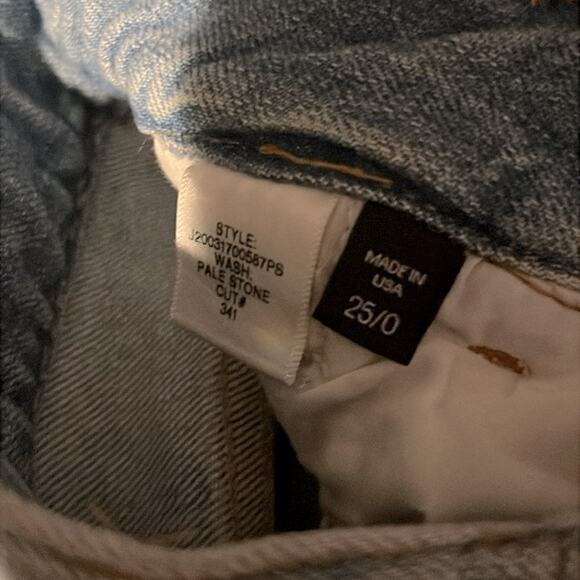 STYLE:
J20031700587PS
WASH:
PALE STONE
CUT#
341
MADE IN
USA
25/0